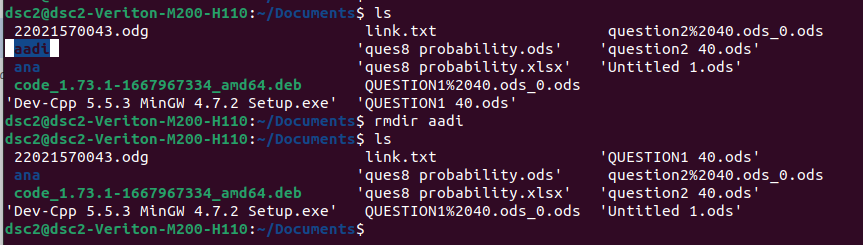 dsc2@dsc2-Veriton-M200-H110:~/Documents$ ls
22021570043.odg link.txt question2%2040.ods_0.ods
aadi 'ques8 probability.ods' 'question2 40.ods'
ana 'ques8 probability.xlsx' 'Untitled 1.ods'
code_1.73.1-1667967334_amd64.deb QUESTION1%2040.ods_0.ods
'Dev-Cpp 5.5.3 MinGW 4.7.2 Setup.exe' 'QUESTION1 40.ods'
dsc2@dsc2-Veriton-M200-H110:~/Documents$ rmdir aadi
dsc2@dsc2-Veriton-M200-H110:~/Documents$ ls
22021570043.odg link.txt 'QUESTION1 40.ods'
ana 'ques8 probability.ods' question2%2040.ods_0.ods
code_1.73.1-1667967334_amd64.deb 'ques8 probability.xlsx' 'question2 40.ods'
'Dev-Cpp 5.5.3 MinGW 4.7.2 Setup.exe' QUESTION1%2040.ods_0.ods 'Untitled 1.ods'
dsc2@dsc2-Veriton-M200-H110:~/Documents$